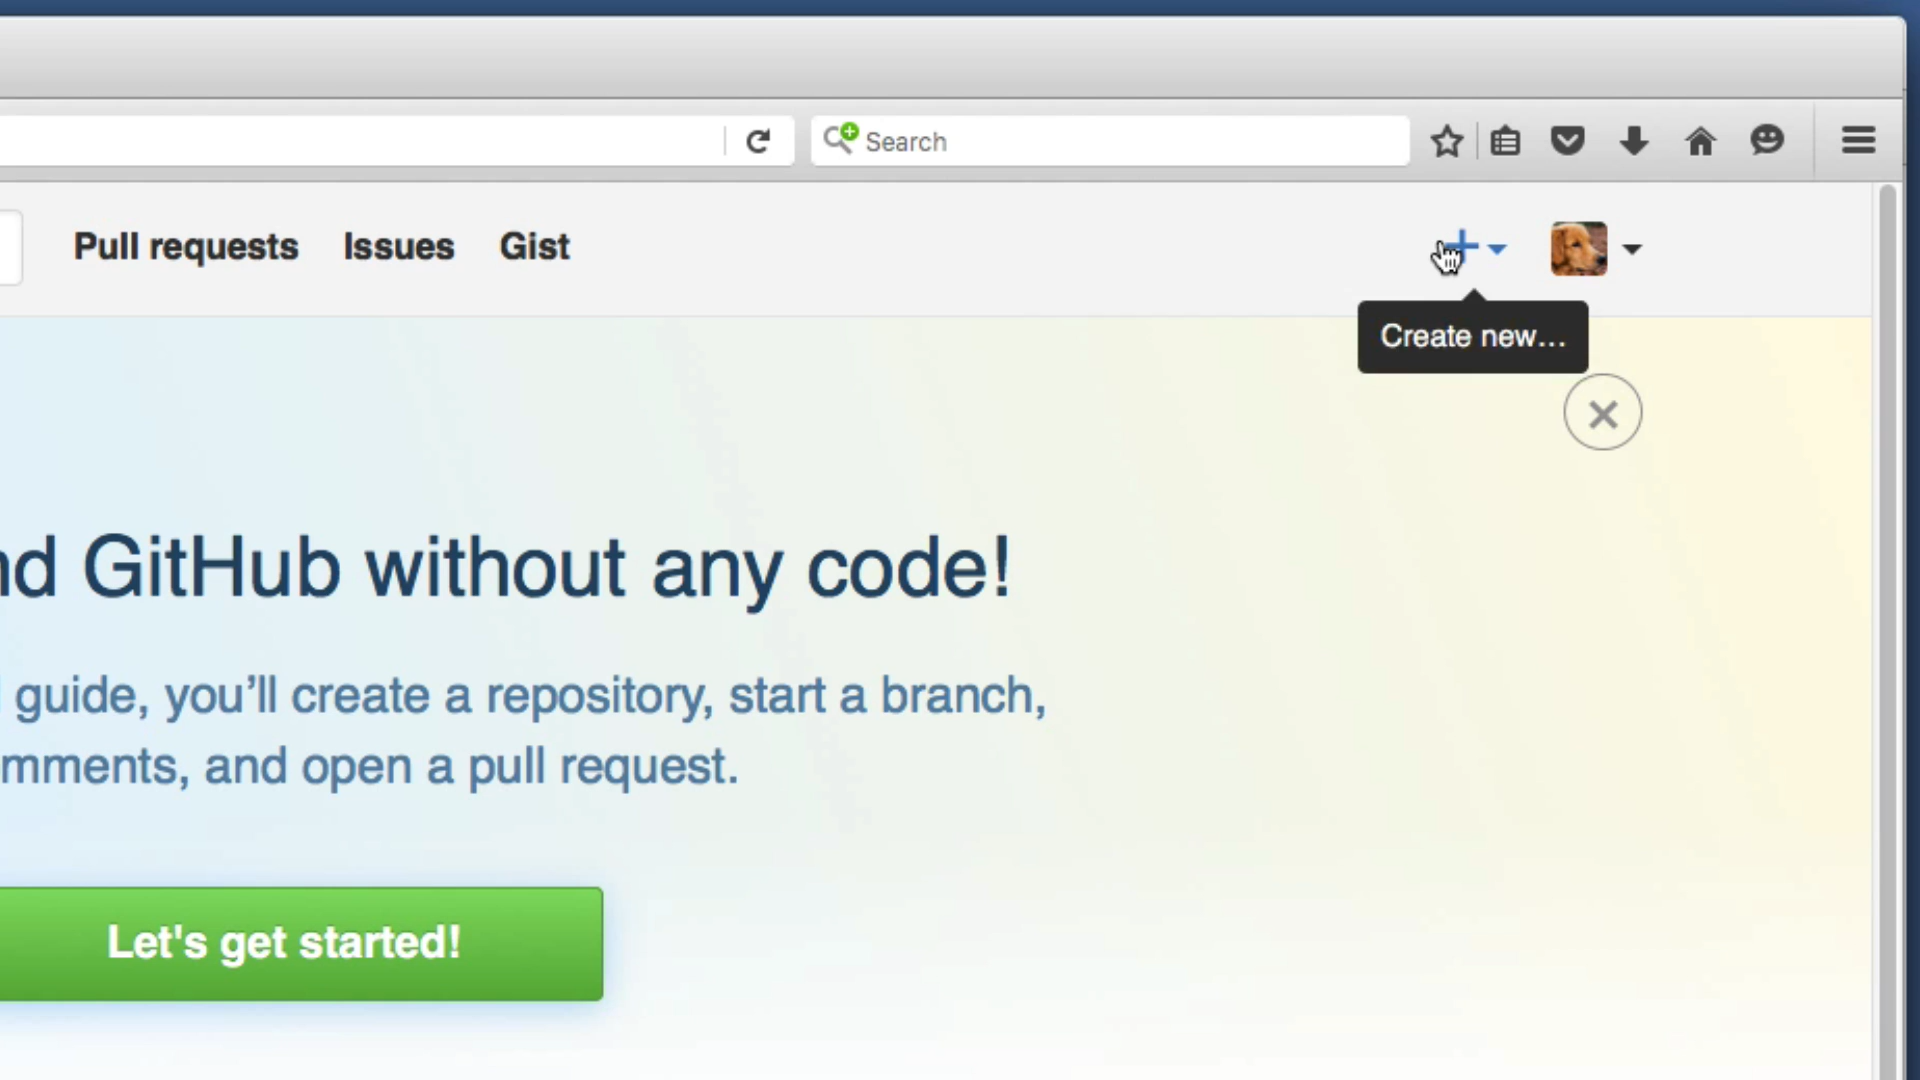 Search
Pull requests Issues Gist
Create new...
nd GitHub without any code!
guide, you'll create a repository, start a branch,
mments, and open a pull request.
Let's get started!